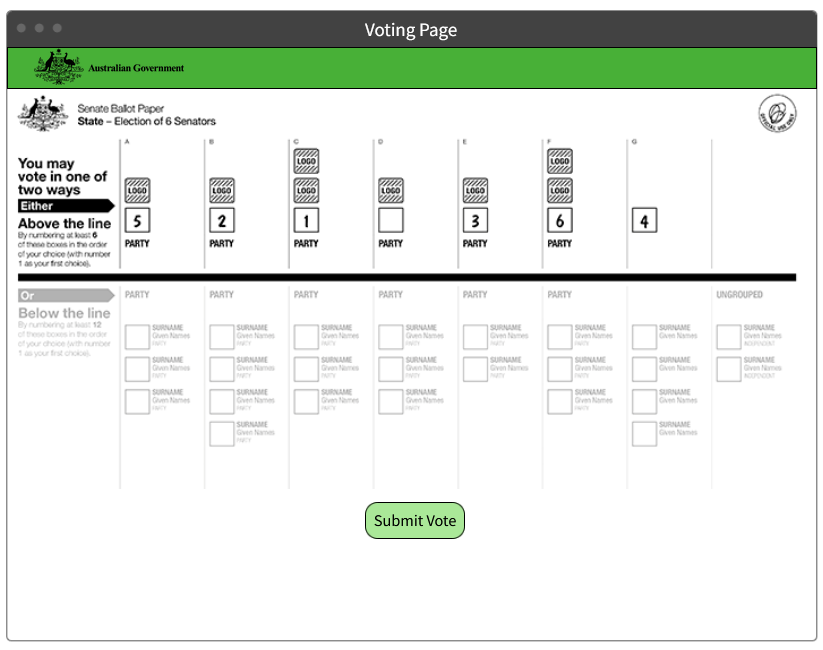 Voting Page
Australian Government
Senate Ballot Paper
State – Election of 6 Senators
OFFICIAL USE ONLY
A B C D E F G
You may
vote in one of
two ways
Either
LOGO LOGO
LOGO LOGO LOGO LOGO LOGO LOGO
Above the line
By numbering at least 6
of these boxes in the order
of your choice (with number
1 as your first choice).
5 2 1 3 6 4
PARTY PARTY PARTY PARTY PARTY PARTY
Or
PARTY PARTY PARTY PARTY PARTY PARTY UNGROUPED
Below the line
By numbering at least 12
of these boxes in the order
of your choice (with number
1 as your first choice).
SURNAME SURNAME SURNAME SURNAME SURNAME SURNAME SURNAME SURNAME
Given Names Given Names Given Names Given Names Given Names Given Names Given Names Given Names
PARTY PARTY PARTY PARTY PARTY PARTY INDEPENDENT
SURNAME SURNAME SURNAME SURNAME SURNAME SURNAME SURNAME SURNAME
Given Names Given Names Given Names Given Names Given Names Given Names Given Names Given Names
PARTY PARTY PARTY PARTY PARTY PARTY INDEPENDENT
SURNAME SURNAME SURNAME SURNAME SURNAME SURNAME
Given Names Given Names Given Names Given Names Given Names Given Names
PARTY PARTY PARTY PARTY PARTY
SURNAME SURNAME
Given Names Given Names
PARTY
Submit Vote